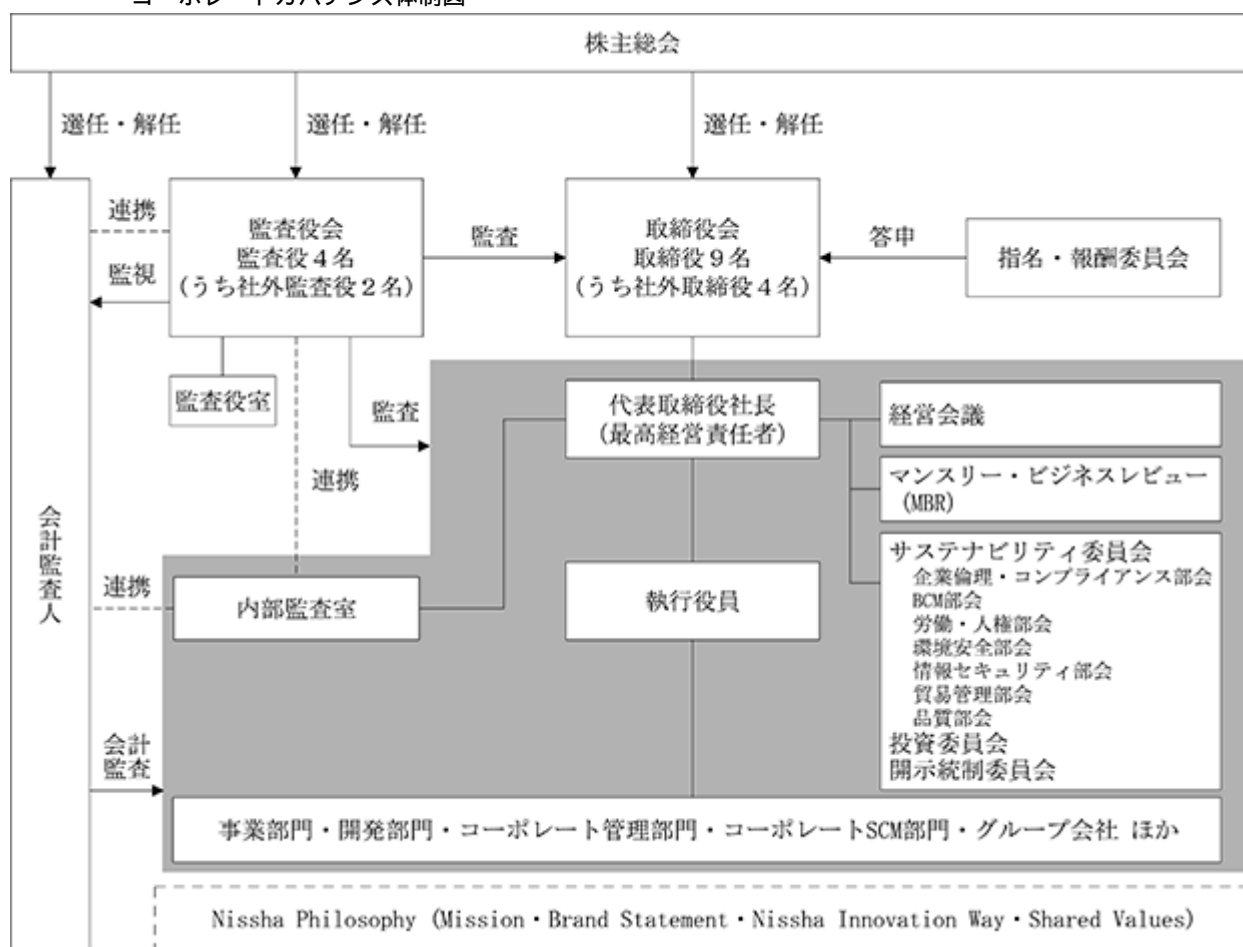 コーポレートガバナンス体制図
株主総会
選任・解任
選任・解任
選任・解任
連携
監視
監査役会
監査役４名
(うち社外監査役２名)
監査
取締役会
取締役９名
(うち社外取締役４名)
答申
指名・報酬委員会
監査役室
監査
連携
代表取締役社長
(最高経営責任者)
経営会議
マンスリー・ビジネスレビュー
(MBR)
サステナビリティ委員会
企業倫理・コンプライアンス部会
BCM部会
労働・人権部会
環境安全部会
情報セキュリティ部会
貿易管理部会
品質部会
投資委員会
開示統制委員会
会計監査人
連携
内部監査室
執行役員
会計
監査
事業部門・開発部門・コーポレート管理部門・コーポレートSCM部門・グループ会社 ほか
Nissha Philosophy (Mission・Brand Statement・Nissha Innovation Way・Shared Values)